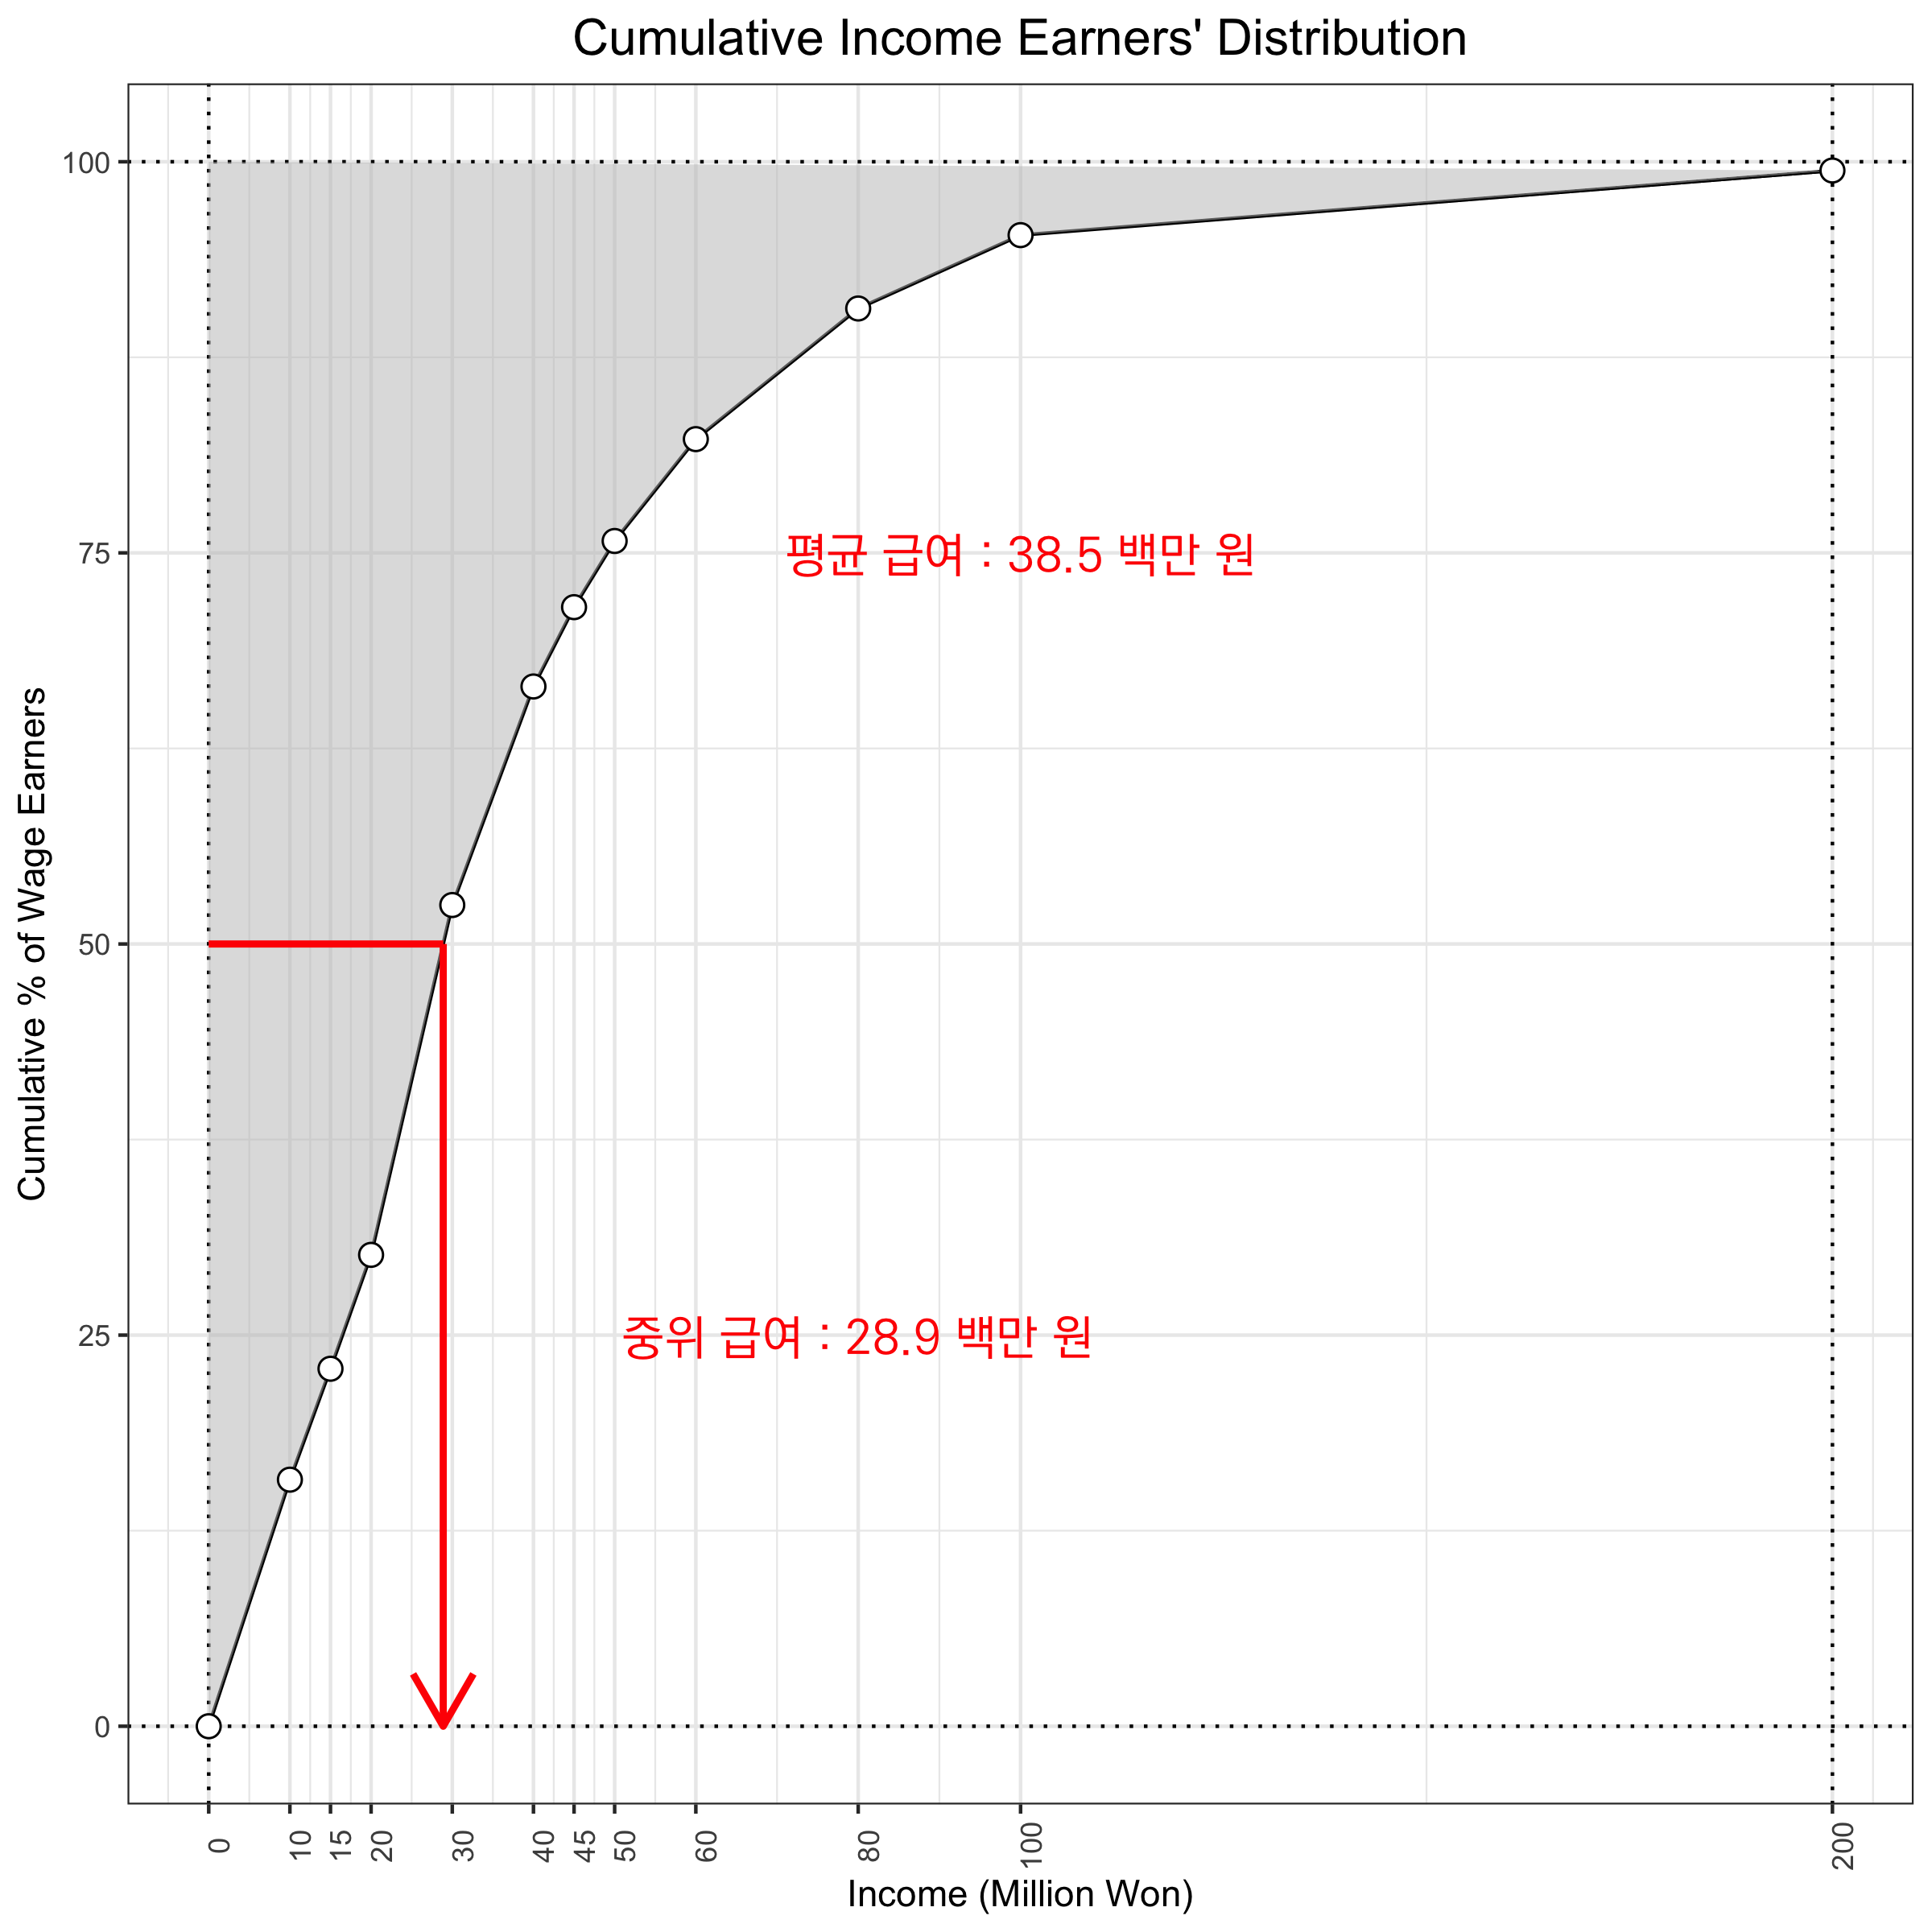 Cumulative Income Earners' Distribution
Cumulative % of Wage Earners
100
75
50
25
0
평균 급여 : 38.5 백만 원
중위 급여 : 28.9 백만 원
0 10 15 20 30 40 45 50 60 80 100 200
Income (Million Won)